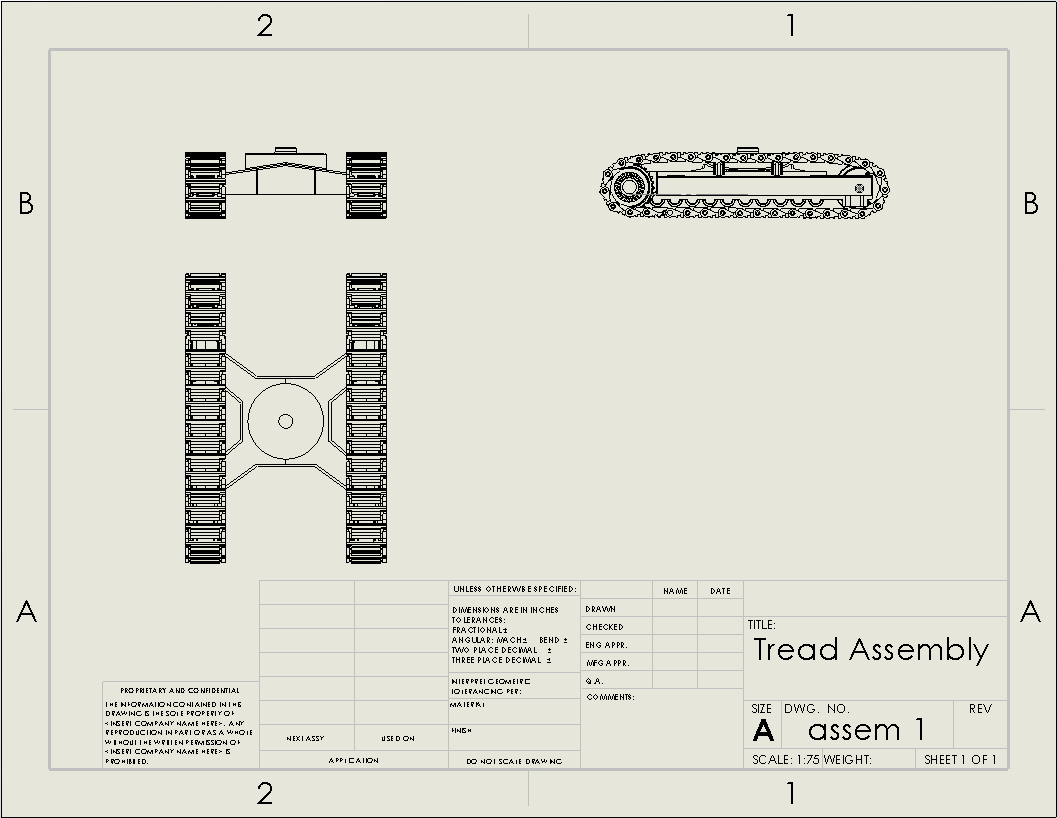 2 1
B B
A A
UNLESS OTHERWISE SPECIFIED:
NAME DATE
DIMENSIONS ARE IN INCHES
TOLERANCES:
FRACTIONAL ±
ANGULAR: MACH ± BEND ±
TWO PLACE DECIMAL ±
THREE PLACE DECIMAL ±
DRAWN
CHECKED
ENG APPR.
MFG APPR.
Q.A.
COMMENTS:
TITLE:
Tread Assembly
INTERPRET GEOMETRIC
TOLERANCING PER:
MATERIAL
FINISH
PROPRIETARY AND CONFIDENTIAL
THE INFORMATION CONTAINED IN THIS
DRAWING IS THE SOLE PROPERTY OF
<INSERT COMPANY NAME HERE>. ANY
REPRODUCTION IN PART OR AS A WHOLE
WITHOUT THE WRITTEN PERMISSION OF
<INSERT COMPANY NAME HERE> IS
PROHIBITED.
NEXT ASSY USED ON
APPLICATION
DO NOT SCALE DRAWING
SIZE DWG. NO. REV
A assem 1
SCALE: 1:75 WEIGHT: SHEET 1 OF 1
2 1